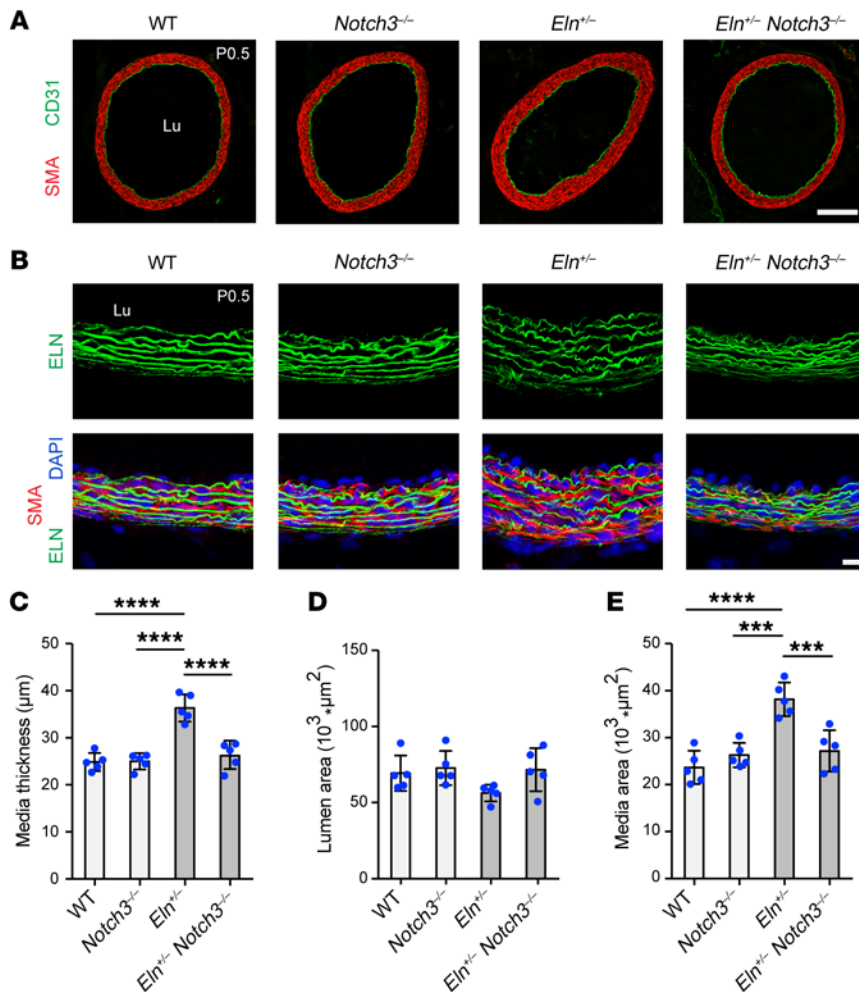 A
WT
Notch3–/–
Eln+/–
Eln+/– Notch3–/–
P0.5
Lu
SMA CD31
B
WT
Notch3–/–
Eln+/–
Eln+/– Notch3–/–
P0.5
Lu
ELN
SMA DAPI
ELN
C
****
****
****
Media thickness (μm)
50
40
30
20
10
0
WT
Notch3–/–
Eln+/–
Eln+/– Notch3–/–
D
Lumen area (10³*μm²)
150
100
50
0
WT
Notch3–/–
Eln+/–
Eln+/– Notch3–/–
E
****
***
***
Media area (10³*μm²)
50
40
30
20
10
0
WT
Notch3–/–
Eln+/–
Eln+/– Notch3–/–